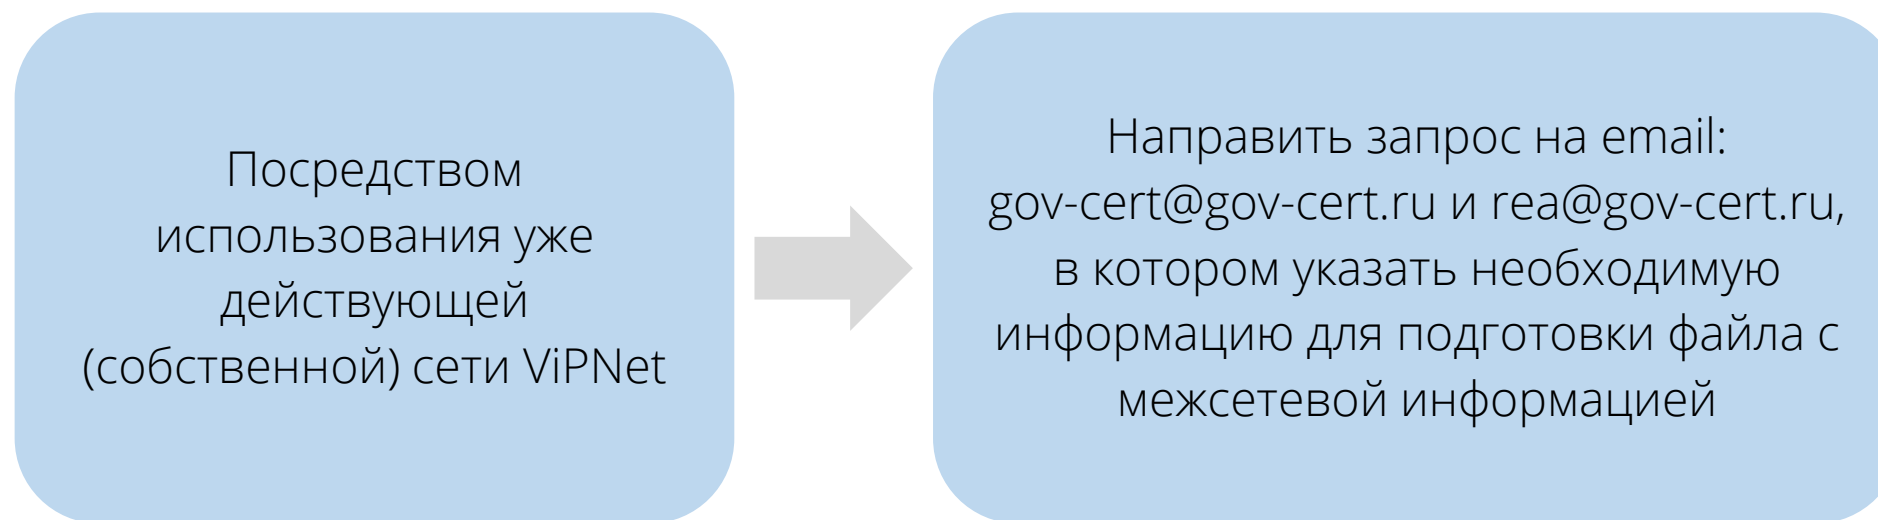 Посредством
использования уже
действующей
(собственной) сети ViPNet
Направить запрос на email:
gov-cert@gov-cert.ru и rea@gov-cert.ru,
в котором указать необходимую
информацию для подготовки файла с
межсетевой информацией